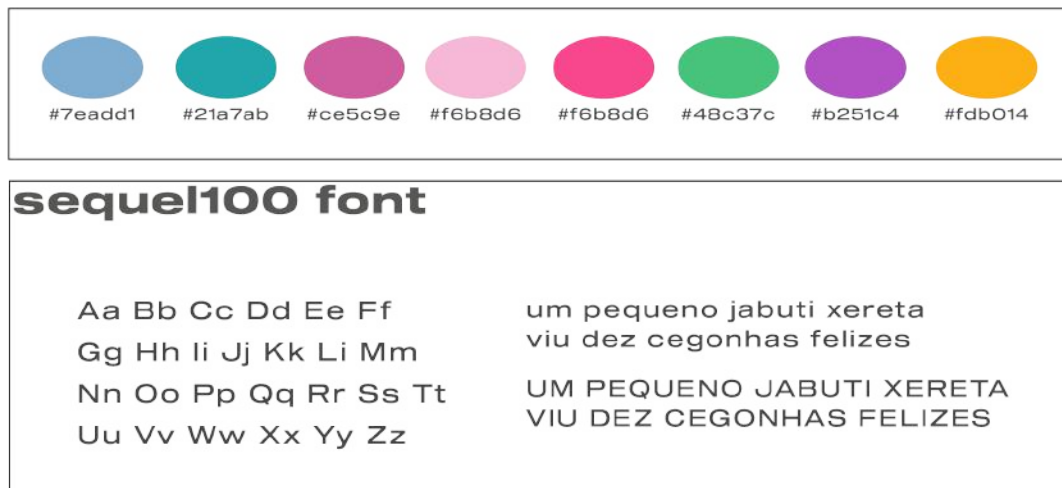 #7eadd1 #21a7ab #ce5c9e #f6b8d6 #f6b8d6 #48c37c #b251c4 #fdb014
sequel100 font
Aa Bb Cc Dd Ee Ff
Gg Hh Ii Jj Kk Li Mm
Nn Oo Pp Qq Rr Ss Tt
Uu Vv Ww Xx Yy Zz
um pequeno jabuti xereta
viu dez cegonhas felizes
UM PEQUENO JABUTI XERETA
VIU DEZ CEGONHAS FELIZES